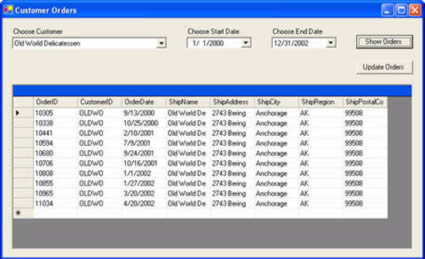 Customer Orders
Choose Customer Choose Start Date Choose End Date
Old World Delicatessen 1/ 1/2000 12/31/2002 Show Orders
Update Orders
OrderID CustomerID OrderDate ShipName ShipAddress ShipCity ShipRegion ShipPostalCo
10305 OLDWO 9/13/2000 Old World De 2743 Bering Anchorage AK 99508
10338 OLDWO 10/25/2000 Old World De 2743 Bering Anchorage AK 99508
10441 OLDWO 2/10/2001 Old World De 2743 Bering Anchorage AK 99508
10594 OLDWO 7/9/2001 Old World De 2743 Bering Anchorage AK 99508
10680 OLDWO 9/24/2001 Old World De 2743 Bering Anchorage AK 99508
10706 OLDWO 10/16/2001 Old World De 2743 Bering Anchorage AK 99508
10808 OLDWO 1/1/2002 Old World De 2743 Bering Anchorage AK 99508
10855 OLDWO 1/27/2002 Old World De 2743 Bering Anchorage AK 99508
10965 OLDWO 3/20/2002 Old World De 2743 Bering Anchorage AK 99508
11034 OLDWO 4/20/2002 Old World De 2743 Bering Anchorage AK 99508